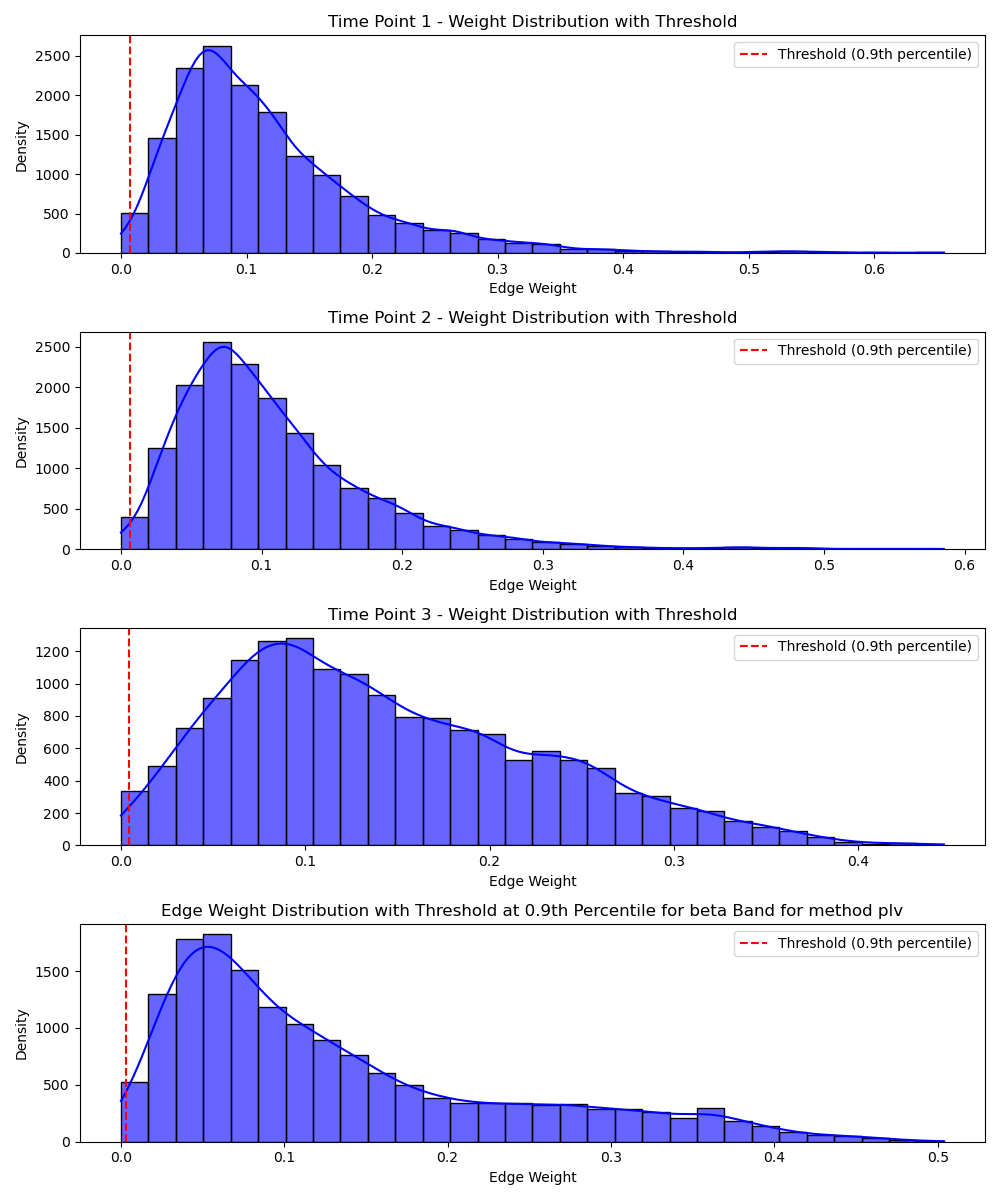 Time Point 1 - Weight Distribution with Threshold
Threshold (0.9th percentile)
Density
2500
2000
1500
1000
500
0
0.0 0.1 0.2 0.3 0.4 0.5 0.6
Edge Weight
Time Point 2 - Weight Distribution with Threshold
Threshold (0.9th percentile)
Density
2500
2000
1500
1000
500
0
0.0 0.1 0.2 0.3 0.4 0.5 0.6
Edge Weight
Time Point 3 - Weight Distribution with Threshold
Threshold (0.9th percentile)
Density
1200
1000
800
600
400
200
0
0.0 0.1 0.2 0.3 0.4
Edge Weight
Edge Weight Distribution with Threshold at 0.9th Percentile for beta Band for method plv
Threshold (0.9th percentile)
Density
1500
1000
500
0
0.0 0.1 0.2 0.3 0.4 0.5
Edge Weight